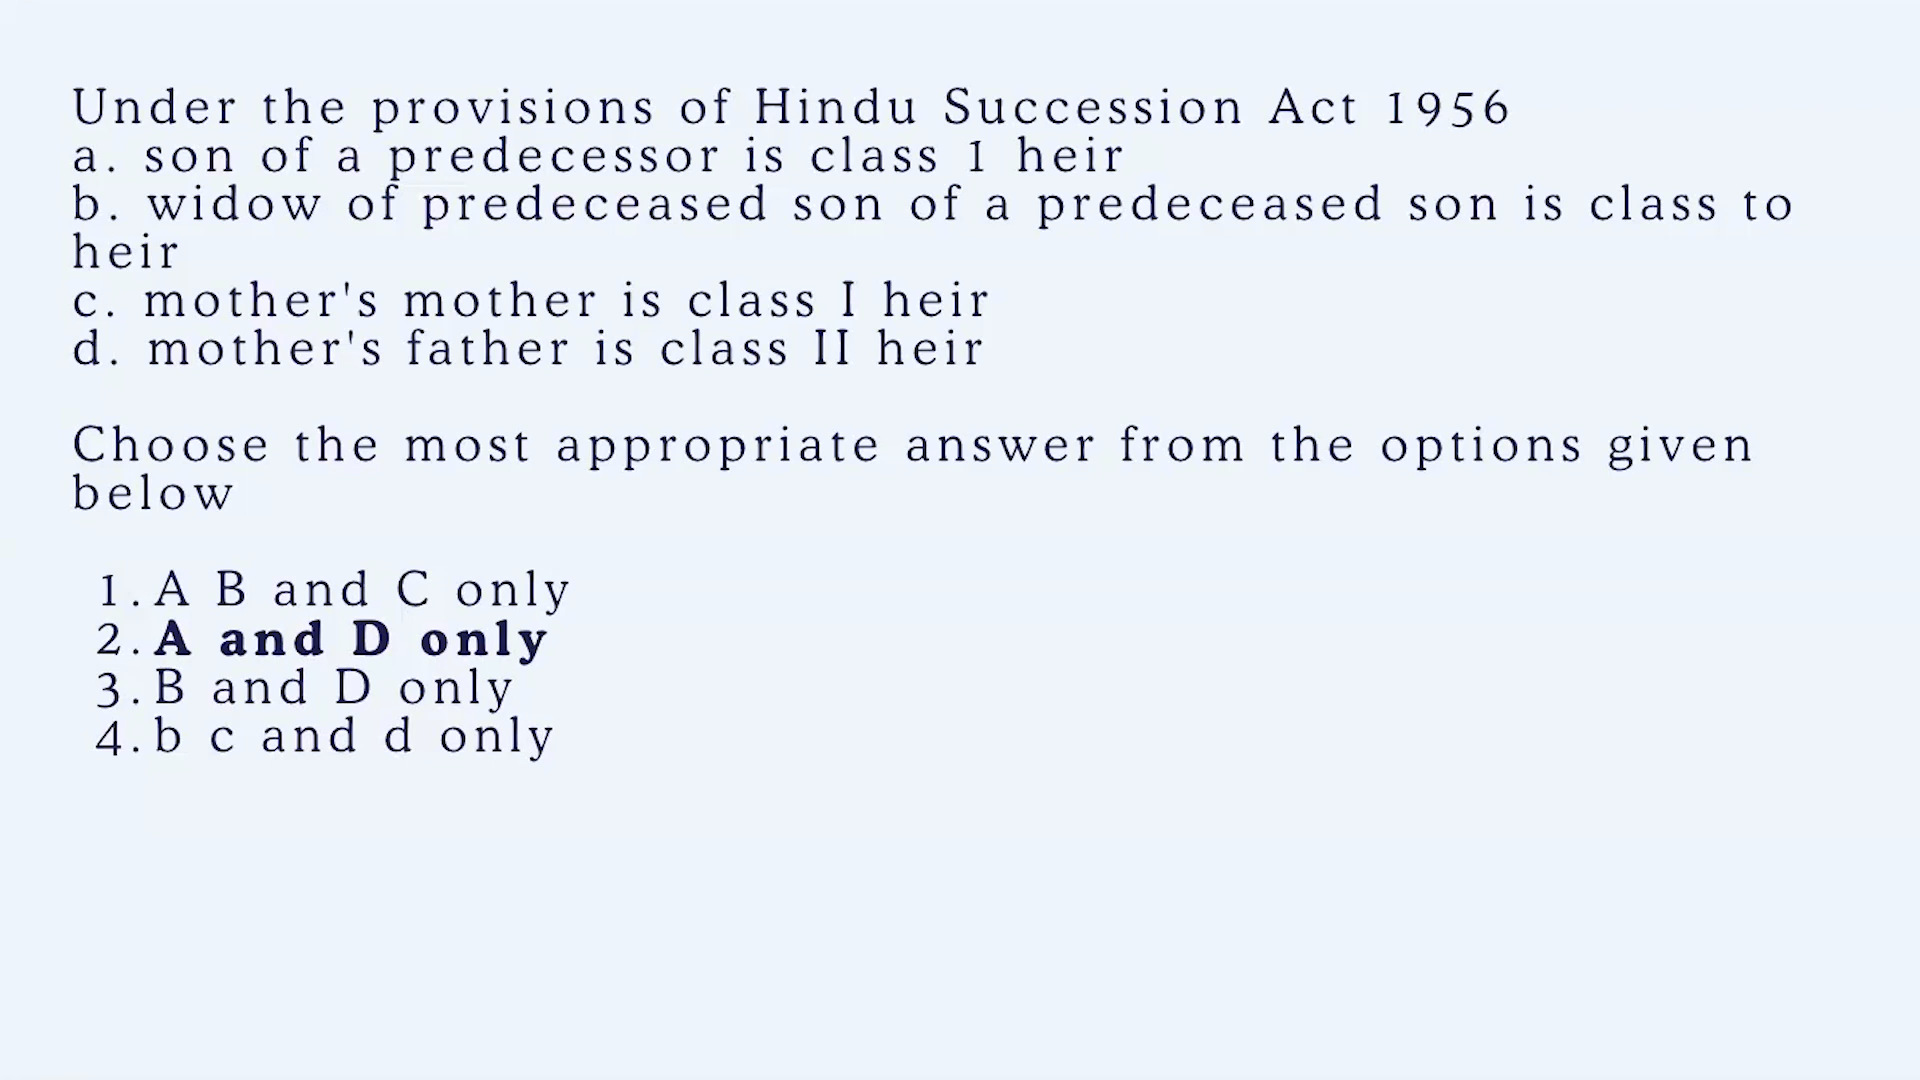 Under the provisions of Hindu Succession Act 1956
a. son of a predecessor is class 1 heir
b. widow of predeceased son of a predeceased son is class to
heir
c. mother's mother is class I heir
d. mother's father is class II heir
Choose the most appropriate answer from the options given
below
1. A B and C only
2. A and D only
3. B and D only
4. b c and d only